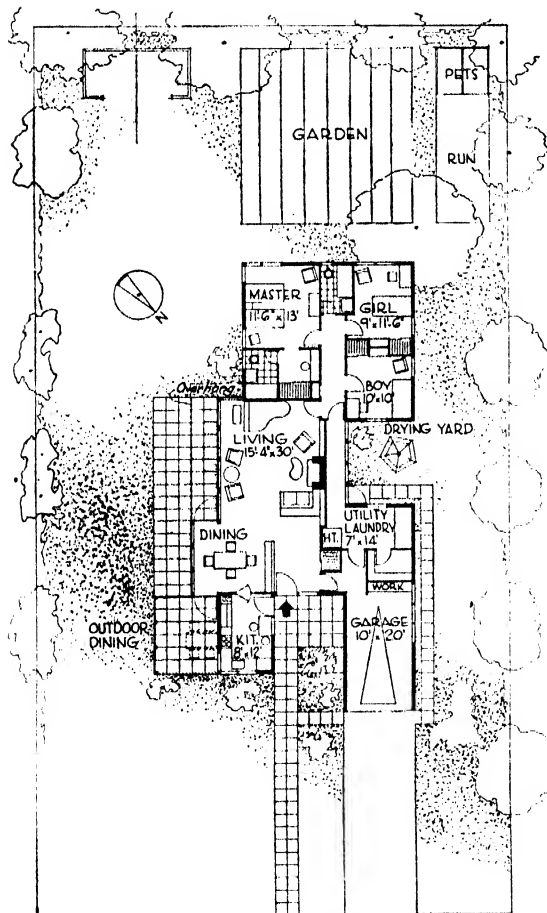 PETS
GARDEN
RUN
MASTER
11'-6" x 13'
GIRL
9' x 11'-6"
N
BOY
10' x 10'
Overhang
LIVING
15'-4" x 30'
DRYING YARD
UTILITY
LAUNDRY
7' x 14'
HT.
DINING
WORK
OUTDOOR
DINING
KIT.
8' x 12'
GARAGE
10' x 20'